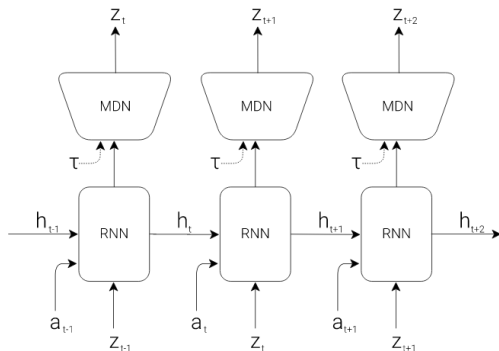 z_t z_{t+1} z_{t+2}
MDN MDN MDN
τ τ τ
h_{t-1} RNN h_t RNN h_{t+1} RNN h_{t+2}
a_{t-1} a_t a_{t+1}
z_{t-1} z_t z_{t+1}